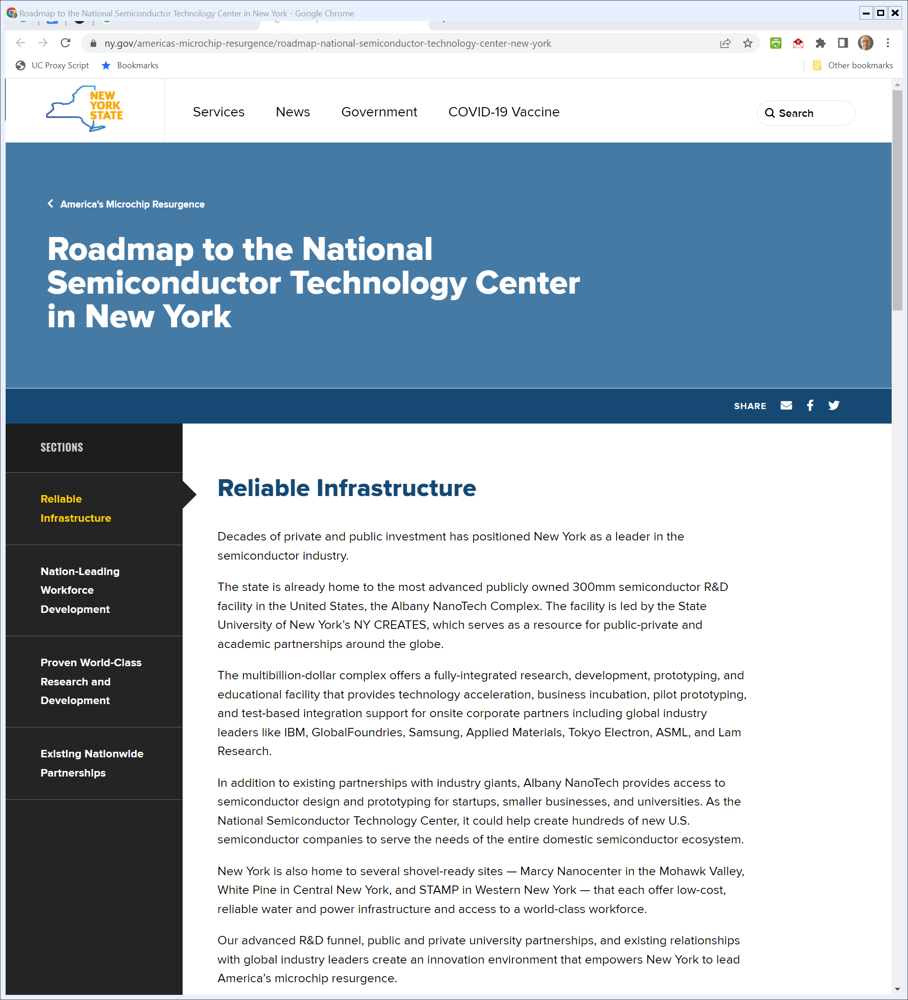 Roadmap to the National Semiconductor Technology Center in New York - Google Chrome
ny.gov/americas-microchip-resurgence/roadmap-national-semiconductor-technology-center-new-york
UC Proxy Script
Bookmarks
Other bookmarks
NEW
YORK
STATE
Services
News
Government
COVID-19 Vaccine
Search
America's Microchip Resurgence
Roadmap to the National
Semiconductor Technology Center
in New York
SHARE
SECTIONS
Reliable
Infrastructure
Nation-Leading
Workforce
Development
Proven World-Class
Research and
Development
Existing Nationwide
Partnerships
Reliable Infrastructure
Decades of private and public investment has positioned New York as a leader in the
semiconductor industry.
The state is already home to the most advanced publicly owned 300mm semiconductor R&D
facility in the United States, the Albany NanoTech Complex. The facility is led by the State
University of New York’s NY CREATES, which serves as a resource for public-private and
academic partnerships around the globe.
The multibillion-dollar complex offers a fully-integrated research, development, prototyping, and
educational facility that provides technology acceleration, business incubation, pilot prototyping,
and test-based integration support for onsite corporate partners including global industry
leaders like IBM, GlobalFoundries, Samsung, Applied Materials, Tokyo Electron, ASML, and Lam
Research.
In addition to existing partnerships with industry giants, Albany NanoTech provides access to
semiconductor design and prototyping for startups, smaller businesses, and universities. As the
National Semiconductor Technology Center, it could help create hundreds of new U.S.
semiconductor companies to serve the needs of the entire domestic semiconductor ecosystem.
New York is also home to several shovel-ready sites — Marcy Nanocenter in the Mohawk Valley,
White Pine in Central New York, and STAMP in Western New York — that each offer low-cost,
reliable water and power infrastructure and access to a world-class workforce.
Our advanced R&D funnel, public and private university partnerships, and existing relationships
with global industry leaders create an innovation environment that empowers New York to lead
America’s microchip resurgence.